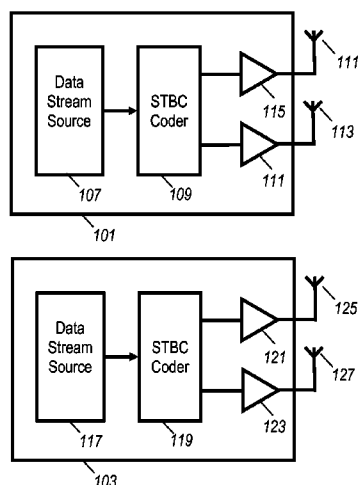 Data
Stream
Source
107
STBC
Coder
109
115
111
111
113
101
Data
Stream
Source
117
STBC
Coder
119
121
123
125
127
103